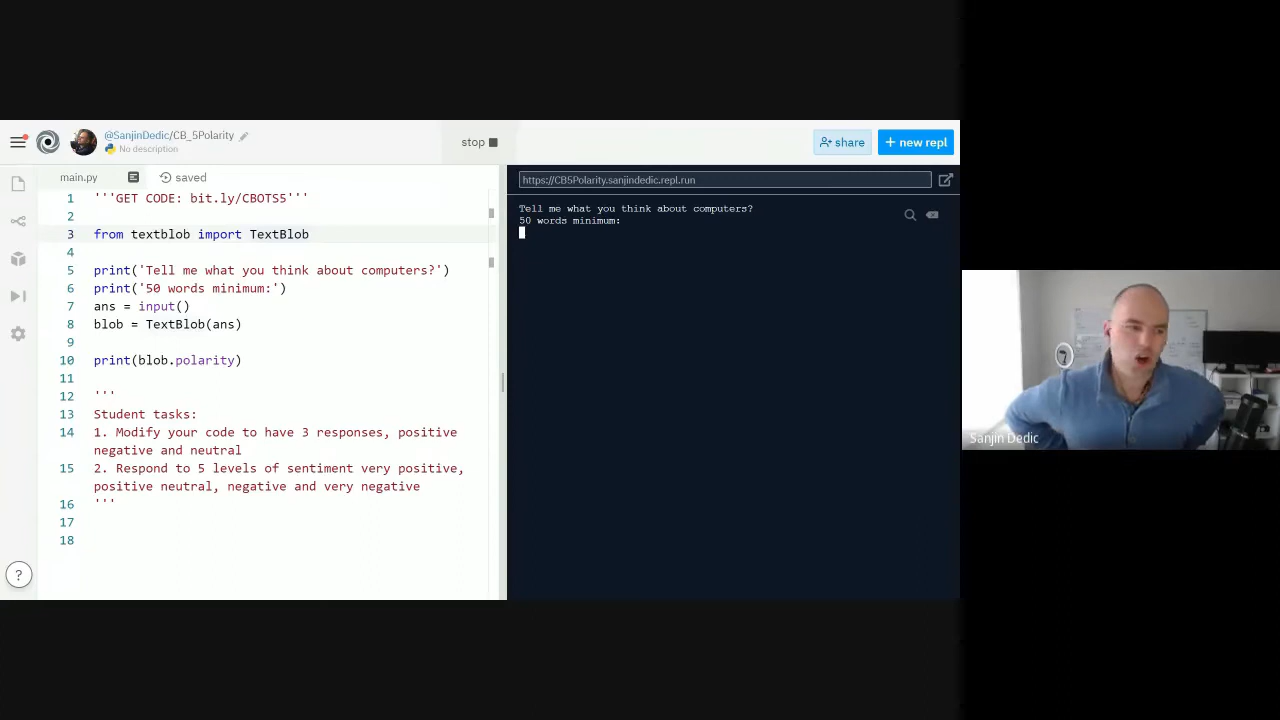 @SanjinDedic/CB_5Polarity
No description
stop
share
+ new repl
main.py
saved
https://CB5Polarity.sanjindedic.repl.run
1 '''GET CODE: bit.ly/CBOTS5'''
2
3 from textblob import TextBlob
4
5 print('Tell me what you think about computers?')
6 print('50 words minimum:')
7 ans = input()
8 blob = TextBlob(ans)
9
10 print(blob.polarity)
11
12 '''
13 Student tasks:
14 1. Modify your code to have 3 responses, positive
negative and neutral
15 2. Respond to 5 levels of sentiment very positive,
positive neutral, negative and very negative
16 '''
17
18
?
Tell me what you think about computers?
50 words minimum:
Sanjin Dedic